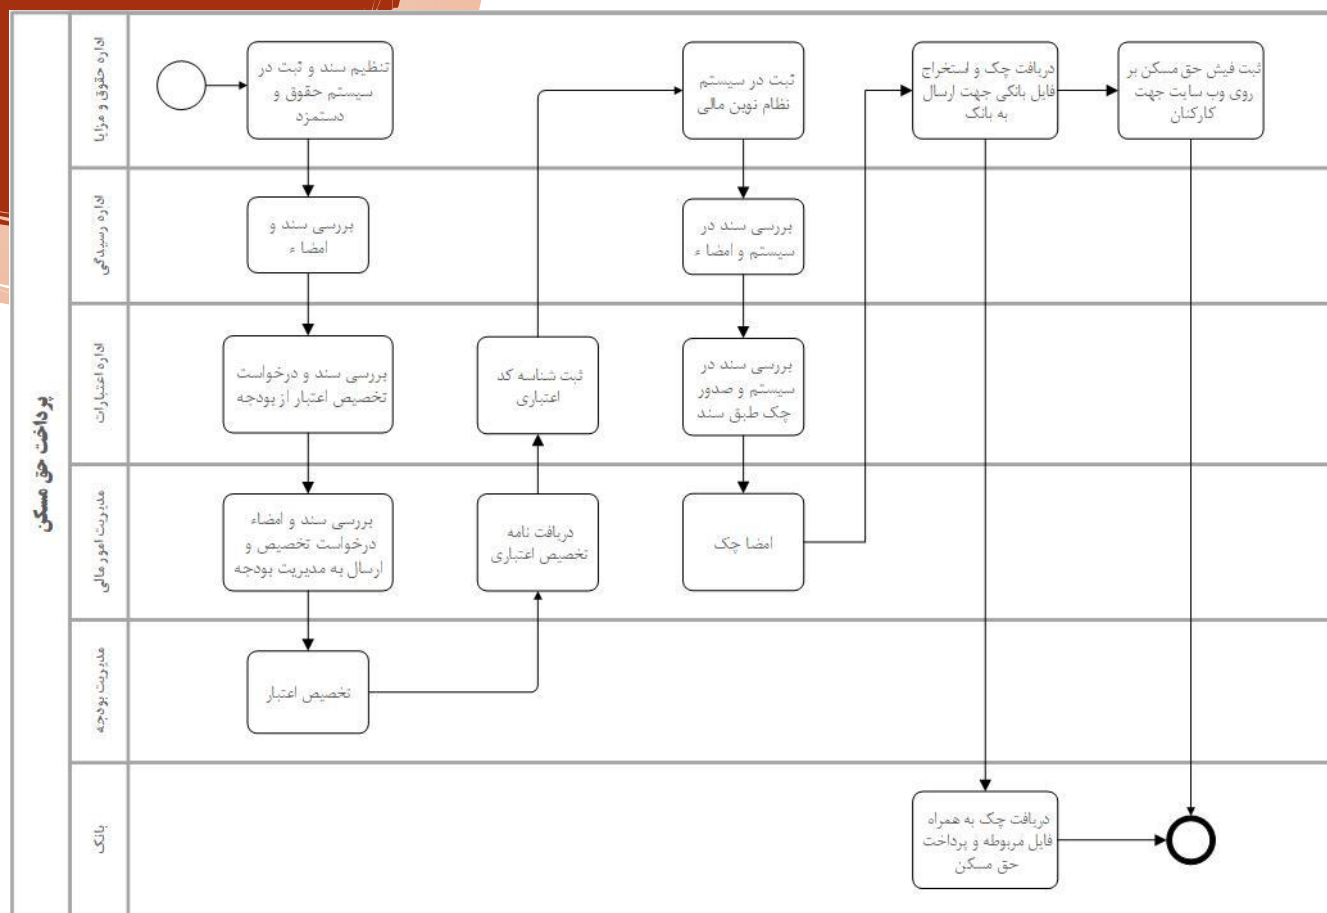 پرداخت حق مسکن
اداره حقوق و مزایا
تنظیم سند و ثبت در
سیستم حقوق و
دستمزد
ثبت در سیستم
نظام نوین مالی
دریافت چک و استخراج
فایل بانکی جهت ارسال
به بانک
ثبت فیش حق مسکن بر
روی وب سایت جهت
کارکنان
اداره رسیدگی
بررسی سند و
امضا ء
بررسی سند در
سیستم و امضا ء
اداره اعتبارات
بررسی سند و درخواست
تخصیص اعتبار از بودجه
ثبت شناسه کد
اعتباری
بررسی سند در
سیستم و صدور
چک طبق سند
مدیریت امور مالی
بررسی سند و امضاء
درخواست تخصیص و
ارسال به مدیریت بودجه
دریافت نامه
تخصیص اعتباری
امضا چک
مدیریت بودجه
تخصیص اعتبار
بانک
دریافت چک به همراه
فایل مربوطه و پرداخت
حق مسکن